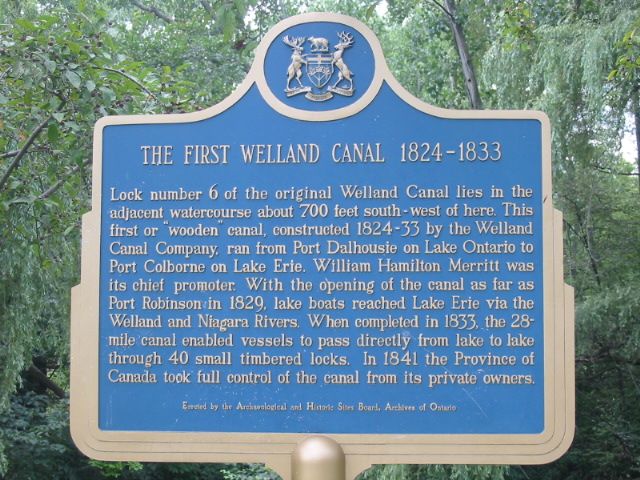 THE FIRST WELLAND CANAL 1824-1833
Lock number 6 of the original Welland Canal lies in the
adjacent watercourse about 700 feet south-west of here. This
first or "wooden" canal, constructed 1824-33 by the Welland
Canal Company, ran from Port Dalhousie on Lake Ontario to
Port Colborne on Lake Erie. William Hamilton Merritt was
its chief promoter. With the opening of the canal as far as
Port Robinson in 1829, lake boats reached Lake Erie via the
Welland and Niagara Rivers. When completed in 1833, the 28-
mile canal enabled vessels to pass directly from lake to lake
through 40 small timbered locks. In 1841 the Province of
Canada took full control of the canal from its private owners.
Erected by the Archaeological and Historic Sites Board, Archives of Ontario